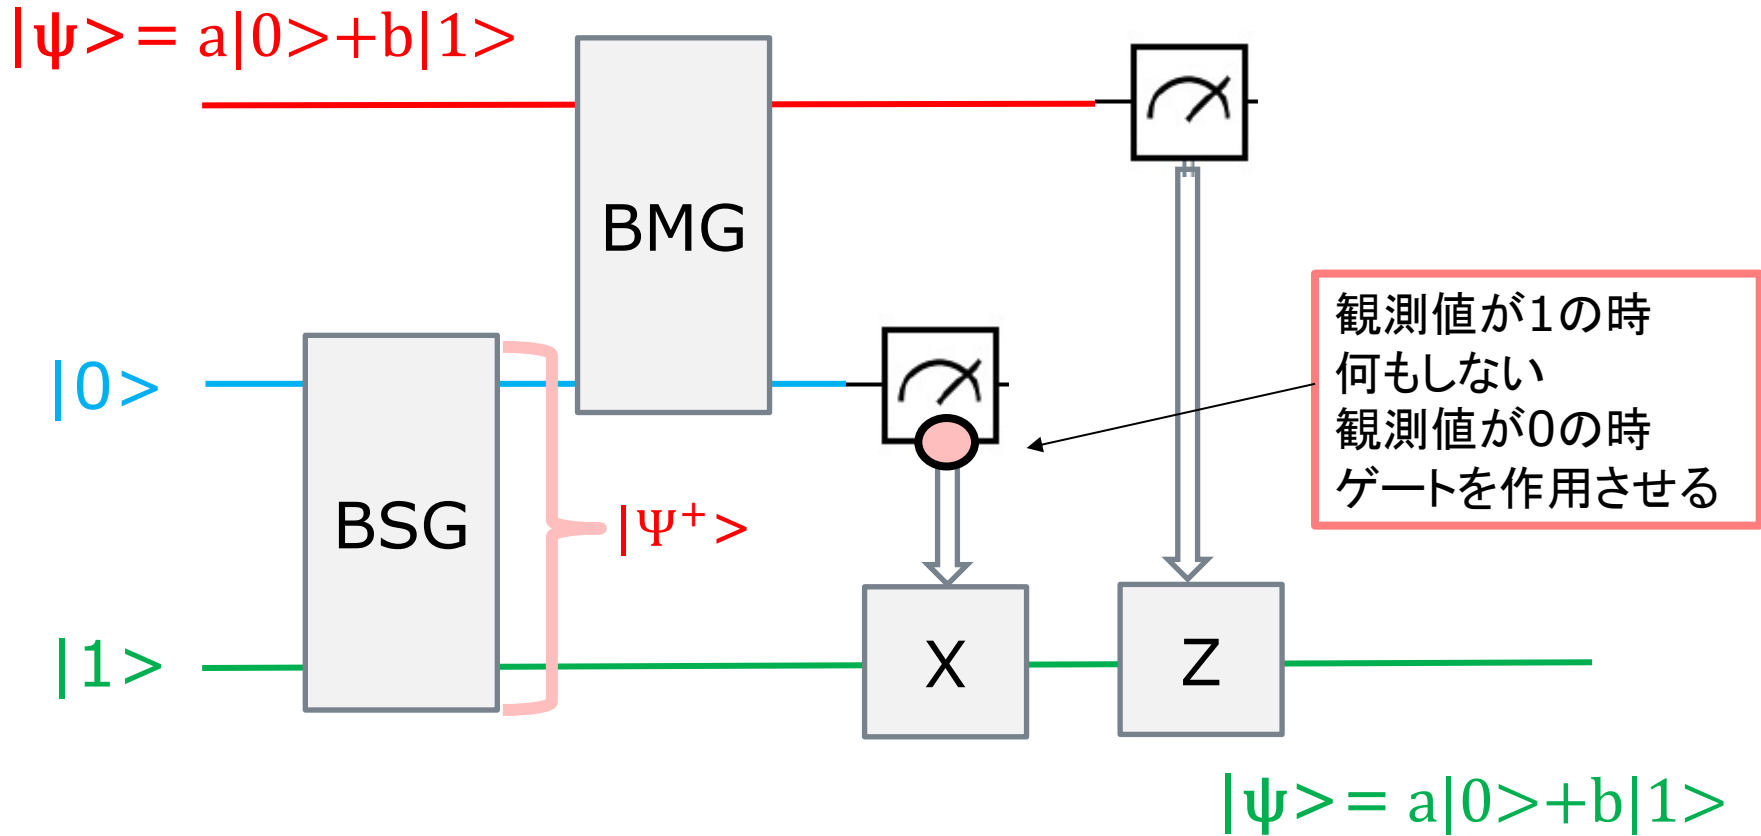 |ψ>= a|0>+b|1>
BMG
|0>
BSG
|Ψ⁺>
観測値が1の時
何もしない
観測値が0の時
ゲートを作用させる
|1>
X
Z
|ψ>= a|0>+b|1>